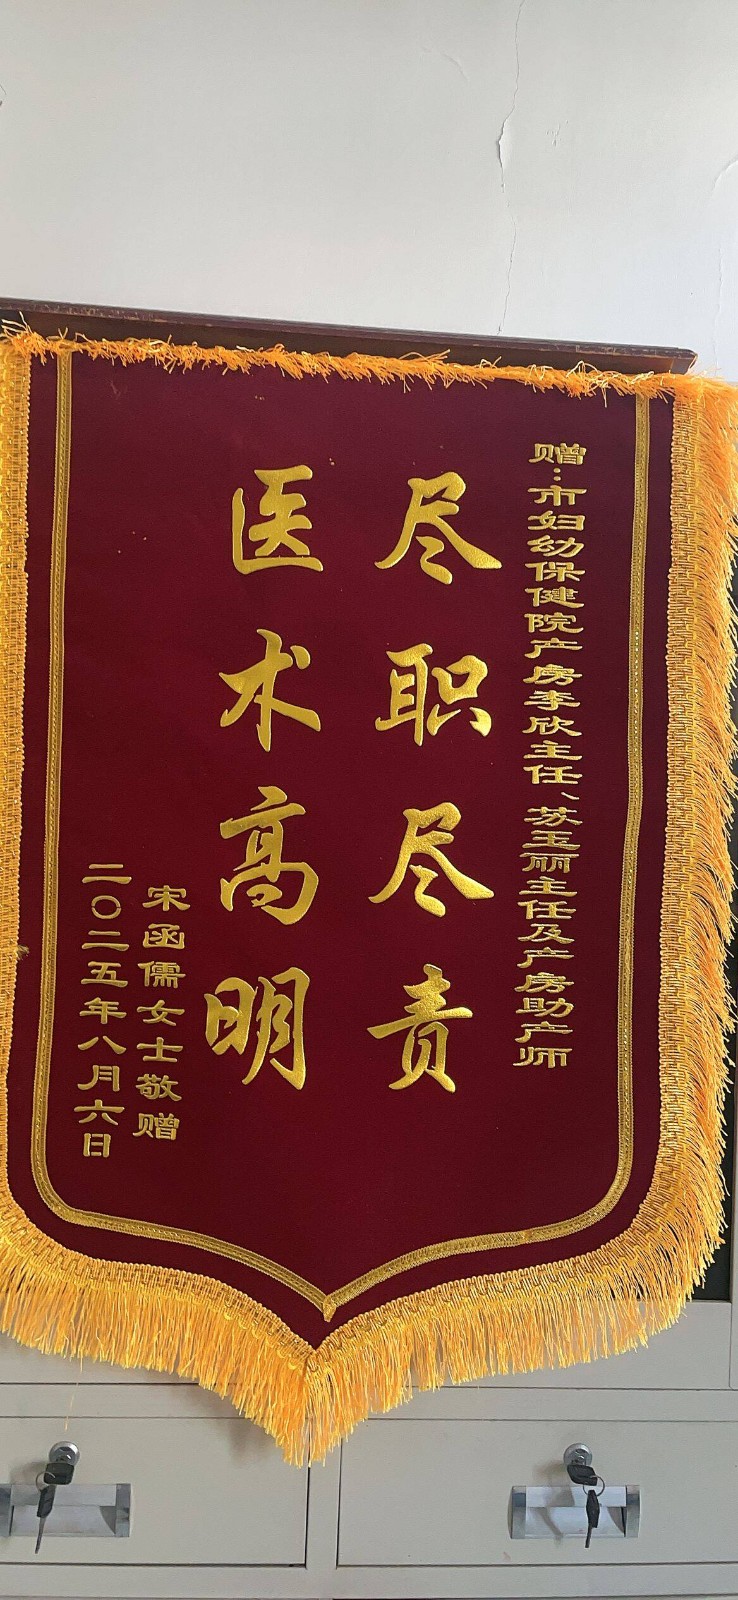 赠:市妇幼保健院产房李欣主任、苏玉丽主任及产房助产师
尽职尽责
医术高明
宋函儒女士敬赠
二〇二五年八月六日